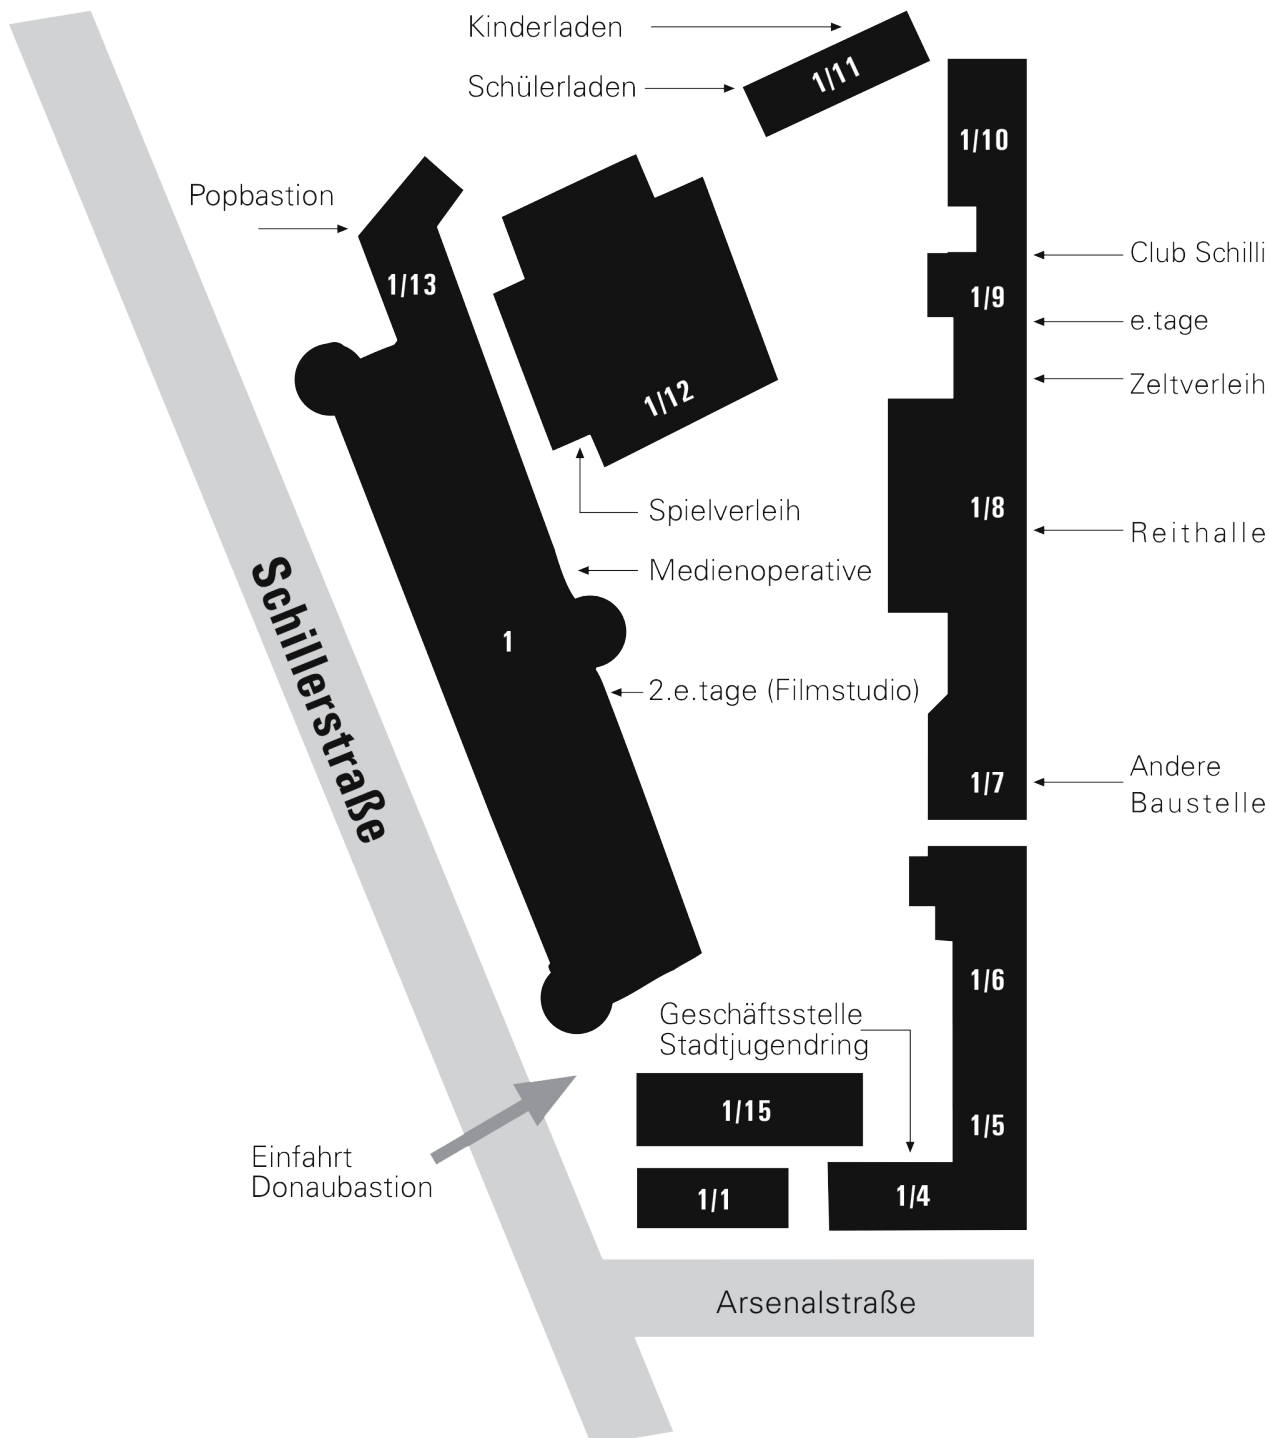 Kinderladen
Schülerladen
1/11
1/10
Popbastion
1/13
Club Schilli
1/9
e.tage
Zeltverleih
1/12
Spielverleih
1/8
Reithalle
Medienoperative
1
2.e.tage (Filmstudio)
Schillerstraße
1/7
Andere
Baustelle
1/6
Geschäftsstelle
Stadtjugendring
1/15
1/5
Einfahrt
Donaubastion
1/1
1/4
Arsenalstraße